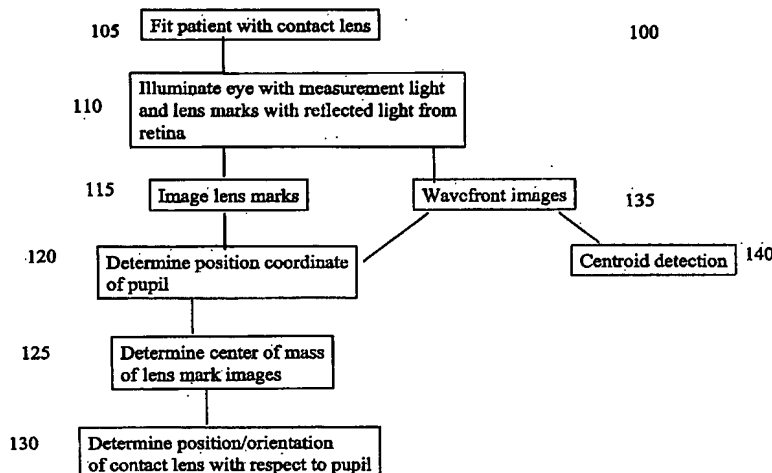 105 Fit patient with contact lens 100
110 Illuminate eye with measurement light
and lens marks with reflected light from
retina
115 Image lens marks Wavefront images 135
120 Determine position coordinate
of pupil
Centroid detection 140
125 Determine center of mass
of lens mark images
130 Determine position/orientation
of contact lens with respect to pupil